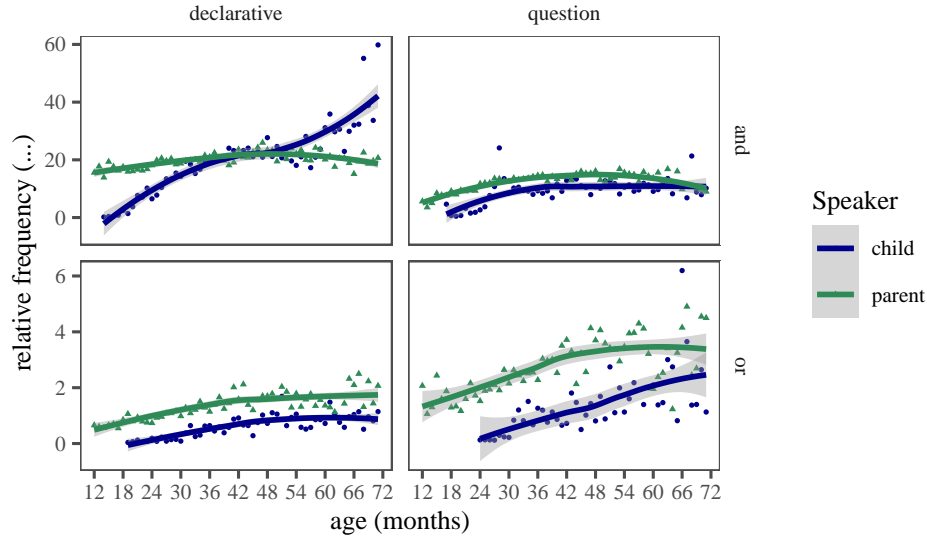 declarative question
60
40
20
0
and
relative frequency (...)
6
4
2
0
or
12 18 24 30 36 42 48 54 60 66 72 12 18 24 30 36 42 48 54 60 66 72
age (months)
Speaker
child
parent